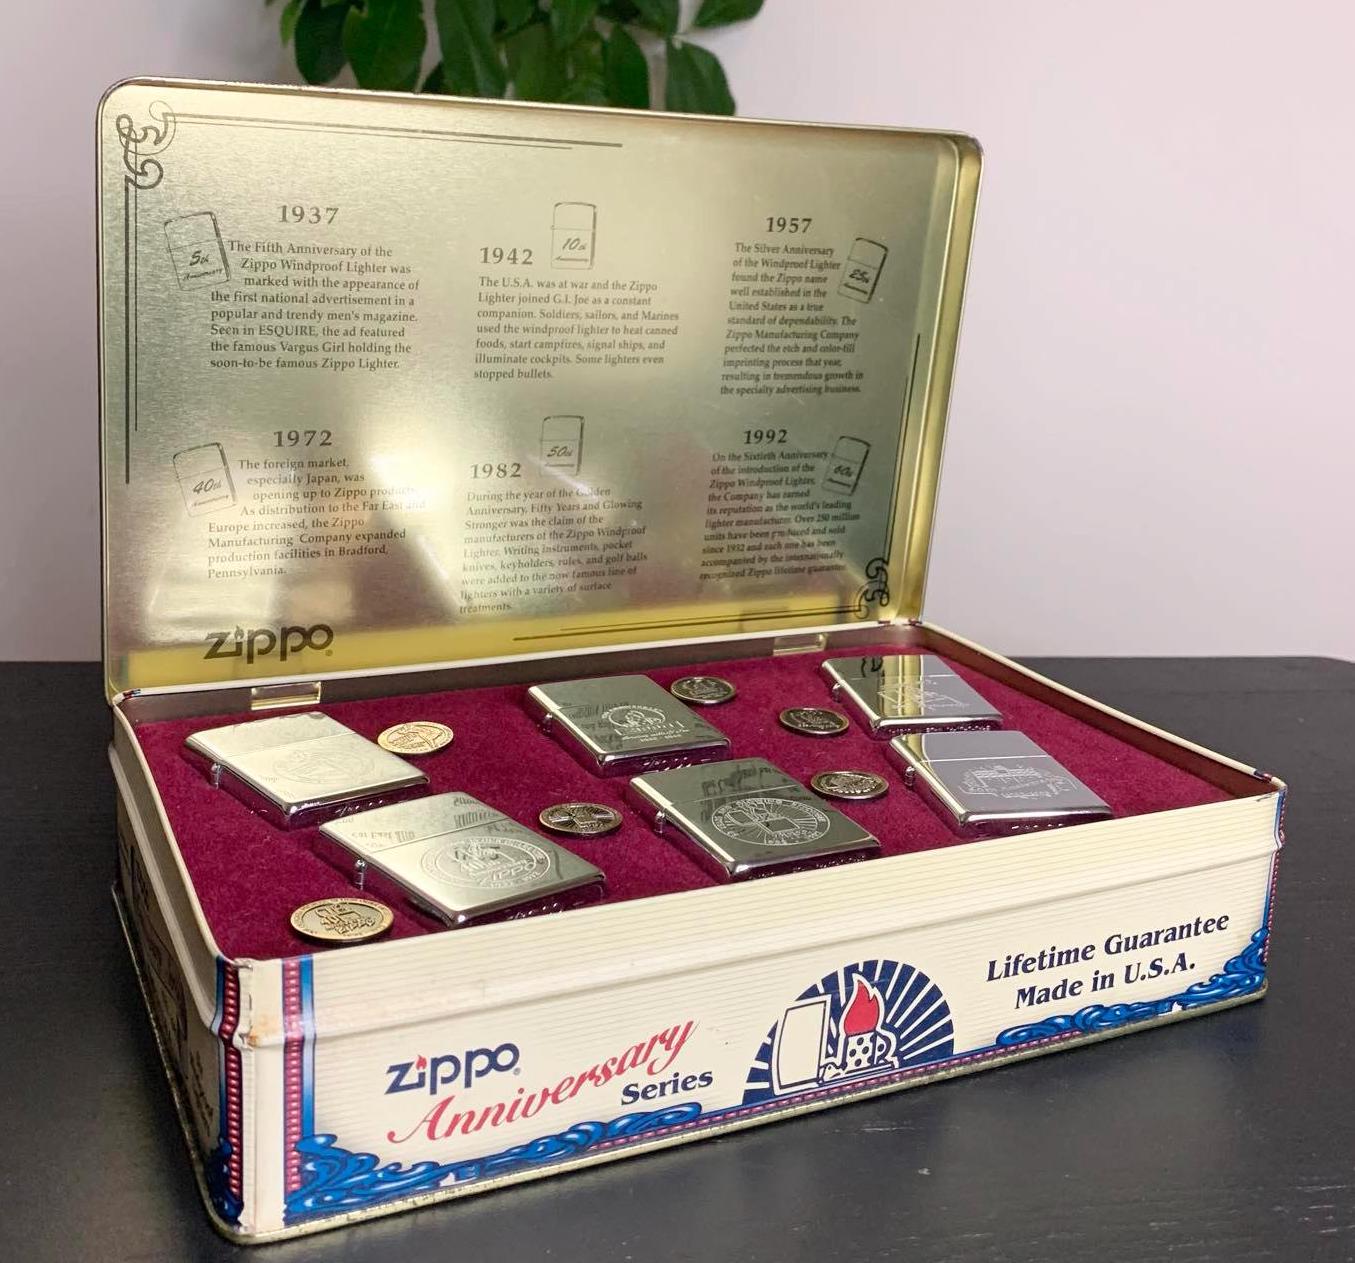 1937
5th
Anniversary
The Fifth Anniversary of the
Zippo Windproof Lighter was
marked with the appearance of
the first national advertisement in a
popular and trendy men's magazine.
Seen in ESQUIRE, the ad featured
the famous Vargus Girl holding the
soon-to-be famous Zippo Lighter.
1942
10th
The U.S.A. was at war and the Zippo
Lighter joined G.I. Joe as a constant
companion. Soldiers, sailors, and Marines
used the windproof lighter to heat canned
foods, start campfires, signal ships, and
illuminate cockpits. Some lighters even
stopped bullets.
1957
25th
The Silver Anniversary
of the Windproof Lighter
found the Zippo name
well established in the
United States as a true
standard of dependability. The
Zippo Manufacturing Company
perfected the etch and color-fill
imprinting process that year,
resulting in tremendous growth in
the specialty advertising business.
1972
40th
Anniversary
The foreign market,
especially Japan, was
opening up to Zippo products.
As distribution to the Far East and
Europe increased, the Zippo
Manufacturing Company expanded
production facilities in Bradford,
Pennsylvania.
1982
50th
During the year of the Golden
Anniversary, Fifty Years and Glowing
Stronger was the claim of the
manufacturers of the Zippo Windproof
Lighter. Writing instruments, pocket
knives, keyholders, rules, and golf balls
were added to the now famous line of
lighters with a variety of surface
treatments.
1992
60th
On the Sixtieth Anniversary
of the introduction of the
Zippo Windproof Lighter,
the Company has earned
its reputation as the world's leading
lighter manufacturer. Over 250 million
units have been produced and sold
since 1932 and each one has been
accompanied by the internationally
recognized Zippo lifetime guarantee.
zippo
zippo
Anniversary
Series
Lifetime Guarantee
Made in U.S.A.